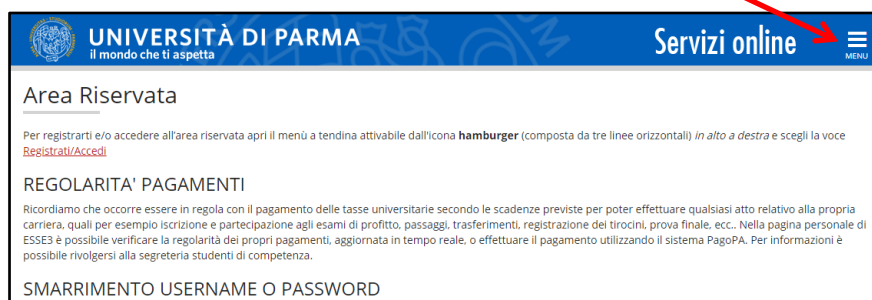 UNIVERSITÀ DI PARMA
il mondo che ti aspetta
Servizi online
MENU
Area Riservata
Per registrarti e/o accedere all'area riservata apri il menù a tendina attivabile dall'icona hamburger (composta da tre linee orizzontali) in alto a destra e scegli la voce
Registrati/Accedi
REGOLARITA' PAGAMENTI
Ricordiamo che occorre essere in regola con il pagamento delle tasse universitarie secondo le scadenze previste per poter effettuare qualsiasi atto relativo alla propria
carriera, quali per esempio iscrizione e partecipazione agli esami di profitto, passaggi, trasferimenti, registrazione dei tirocini, prova finale, ecc.. Nella pagina personale di
ESSE3 è possibile verificare la regolarità dei propri pagamenti, aggiornata in tempo reale, o effettuare il pagamento utilizzando il sistema PagoPA. Per informazioni è
possibile rivolgersi alla segreteria studenti di competenza.
SMARRIMENTO USERNAME O PASSWORD